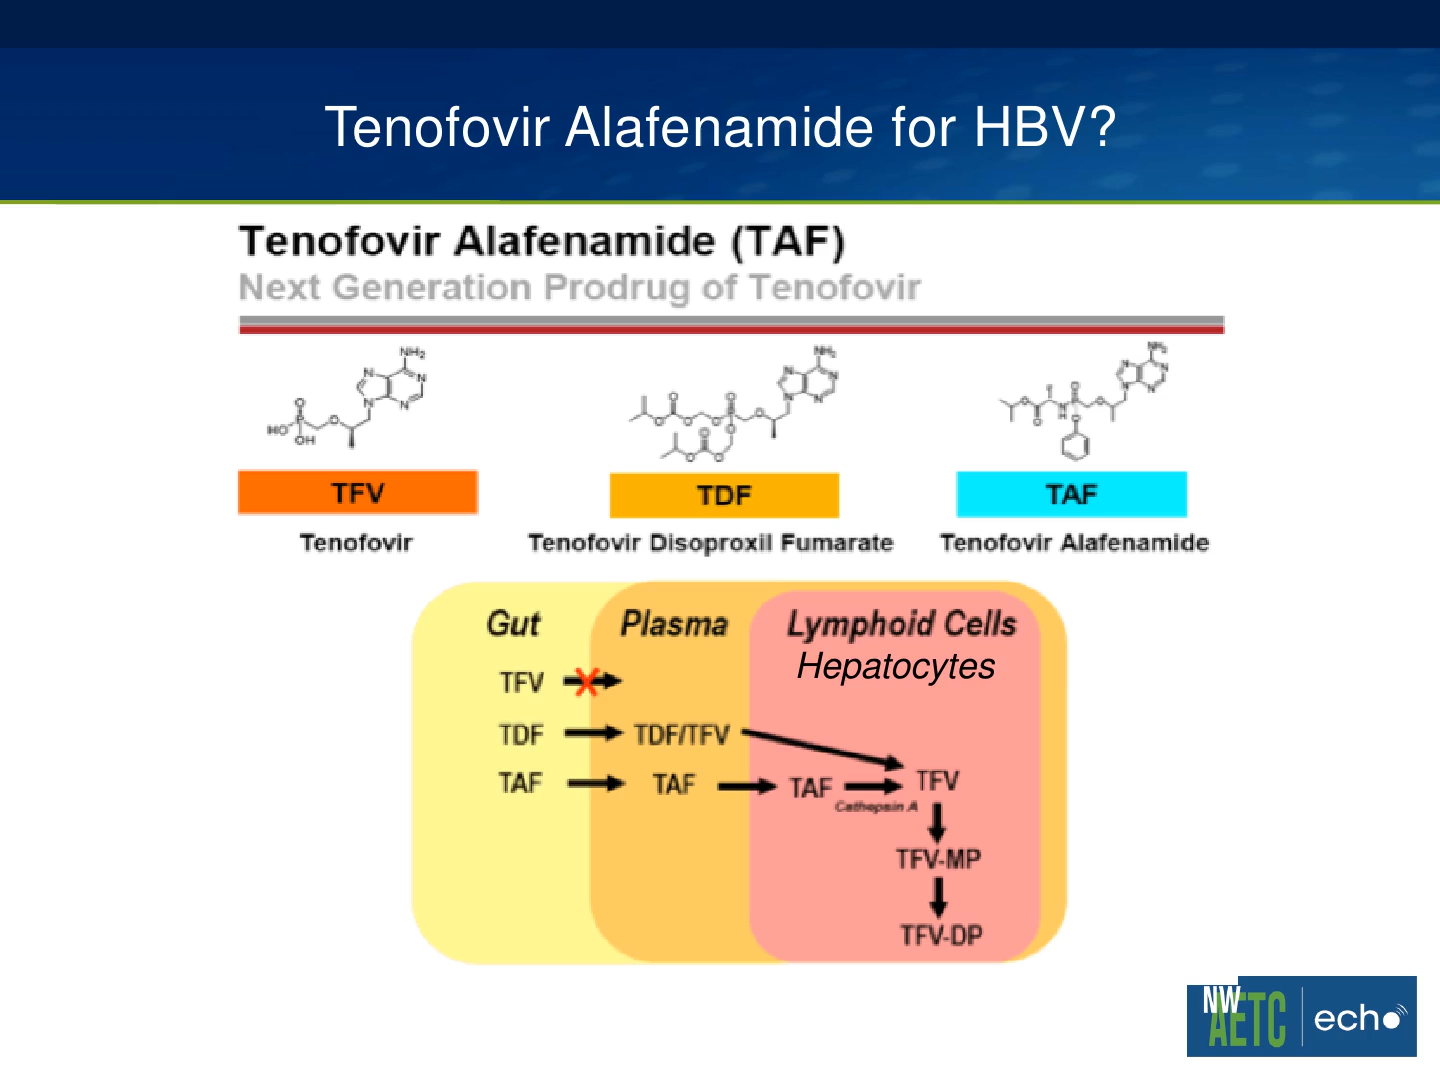 Tenofovir Alafenamide for HBV?
Tenofovir Alafenamide (TAF)
Next Generation Prodrug of Tenofovir
NH₂
N
N
N
N
O
HO
P
OH
O
NH₂
N
N
N
N
O
O
O
O
O
P
O
O
O
O
O
NH₂
N
N
N
N
O
O
O
N
H
P
O
O
TFV
TDF
TAF
Tenofovir
Tenofovir Disoproxil Fumarate
Tenofovir Alafenamide
Gut
Plasma
Lymphoid Cells
Hepatocytes
TFV
TDF
TDF/TFV
TAF
TAF
TAF
Cathepsin A
TFV
TFV-MP
TFV-DP
NW
AETC
echo